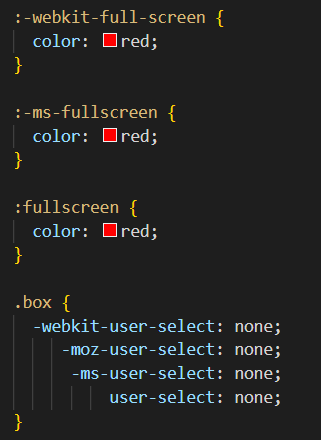 :-webkit-full-screen {
  color: red;
}

:-ms-fullscreen {
  color: red;
}

:fullscreen {
  color: red;
}

.box {
  -webkit-user-select: none;
     -moz-user-select: none;
      -ms-user-select: none;
          user-select: none;
}